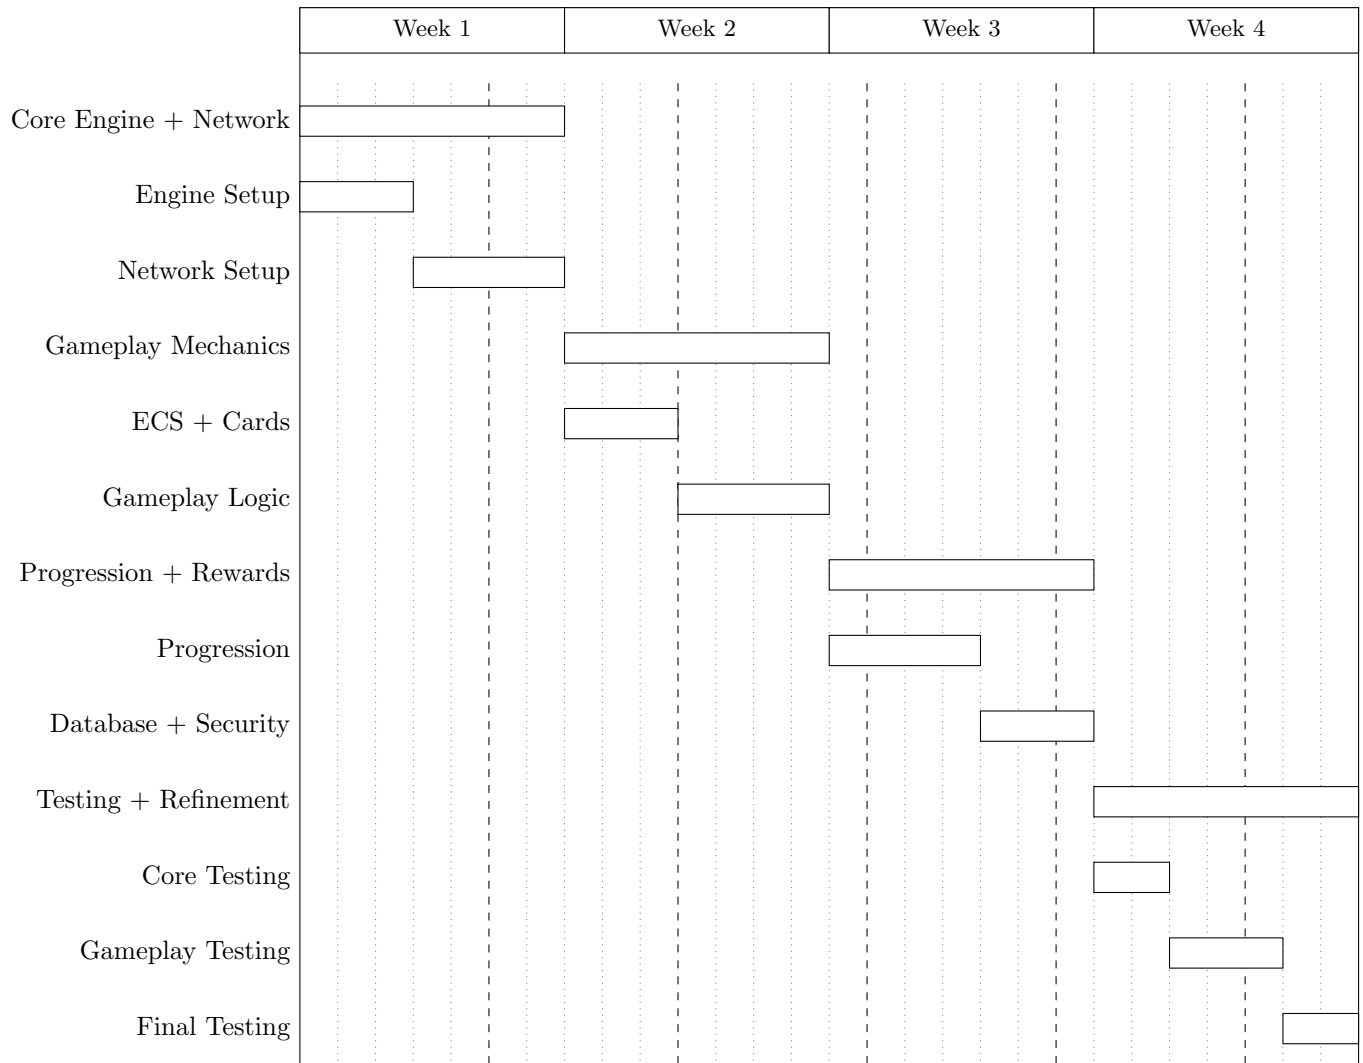 Week 1 Week 2 Week 3 Week 4
Core Engine + Network
Engine Setup
Network Setup
Gameplay Mechanics
ECS + Cards
Gameplay Logic
Progression + Rewards
Progression
Database + Security
Testing + Refinement
Core Testing
Gameplay Testing
Final Testing